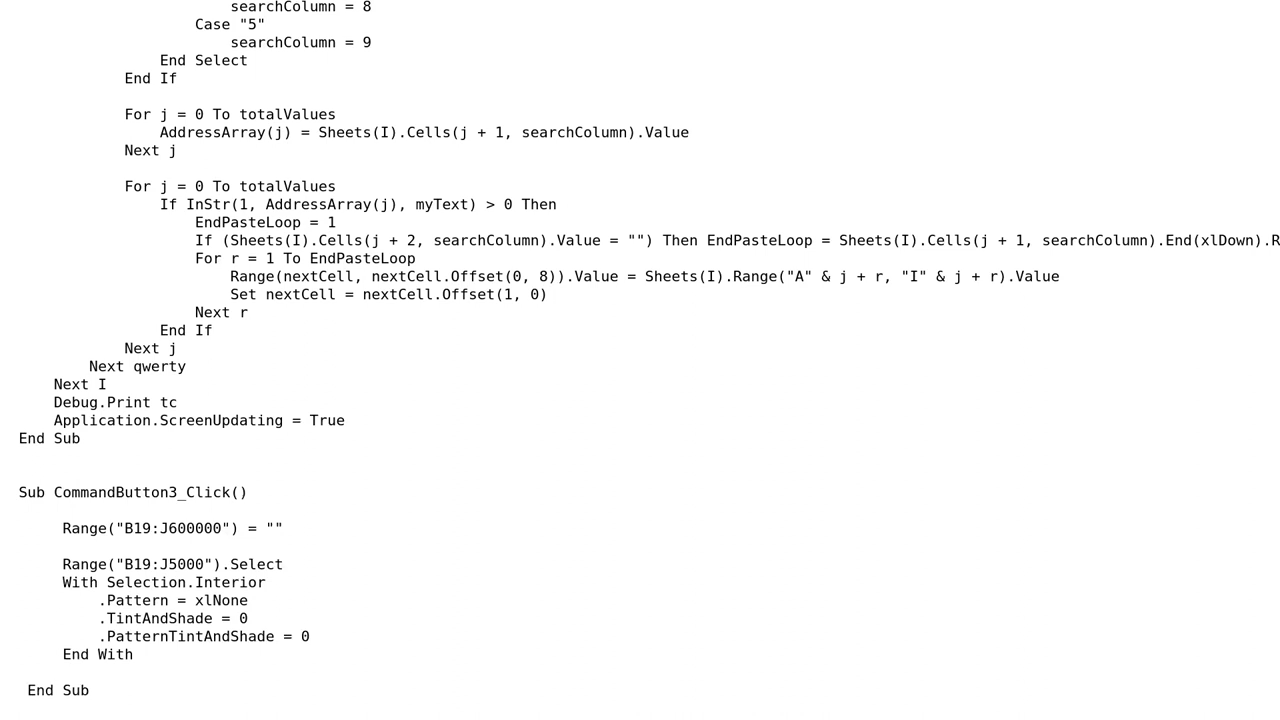 searchColumn = 8
Case "5"
searchColumn = 9
End Select
End If
For j = 0 To totalValues
AddressArray(j) = Sheets(I).Cells(j + 1, searchColumn).Value
Next j
For j = 0 To totalValues
If InStr(1, AddressArray(j), myText) > 0 Then
EndPasteLoop = 1
If (Sheets(I).Cells(j + 2, searchColumn).Value = "") Then EndPasteLoop = Sheets(I).Cells(j + 1, searchColumn).End(xlDown).R
For r = 1 To EndPasteLoop
Range(nextCell, nextCell.Offset(0, 8)).Value = Sheets(I).Range("A" & j + r, "I" & j + r).Value
Set nextCell = nextCell.Offset(1, 0)
Next r
End If
Next j
Next qwerty
Next I
Debug.Print tc
Application.ScreenUpdating = True
End Sub
Sub CommandButton3_Click()
Range("B19:J600000") = ""
Range("B19:J5000").Select
With Selection.Interior
.Pattern = xlNone
.TintAndShade = 0
.PatternTintAndShade = 0
End With
End Sub